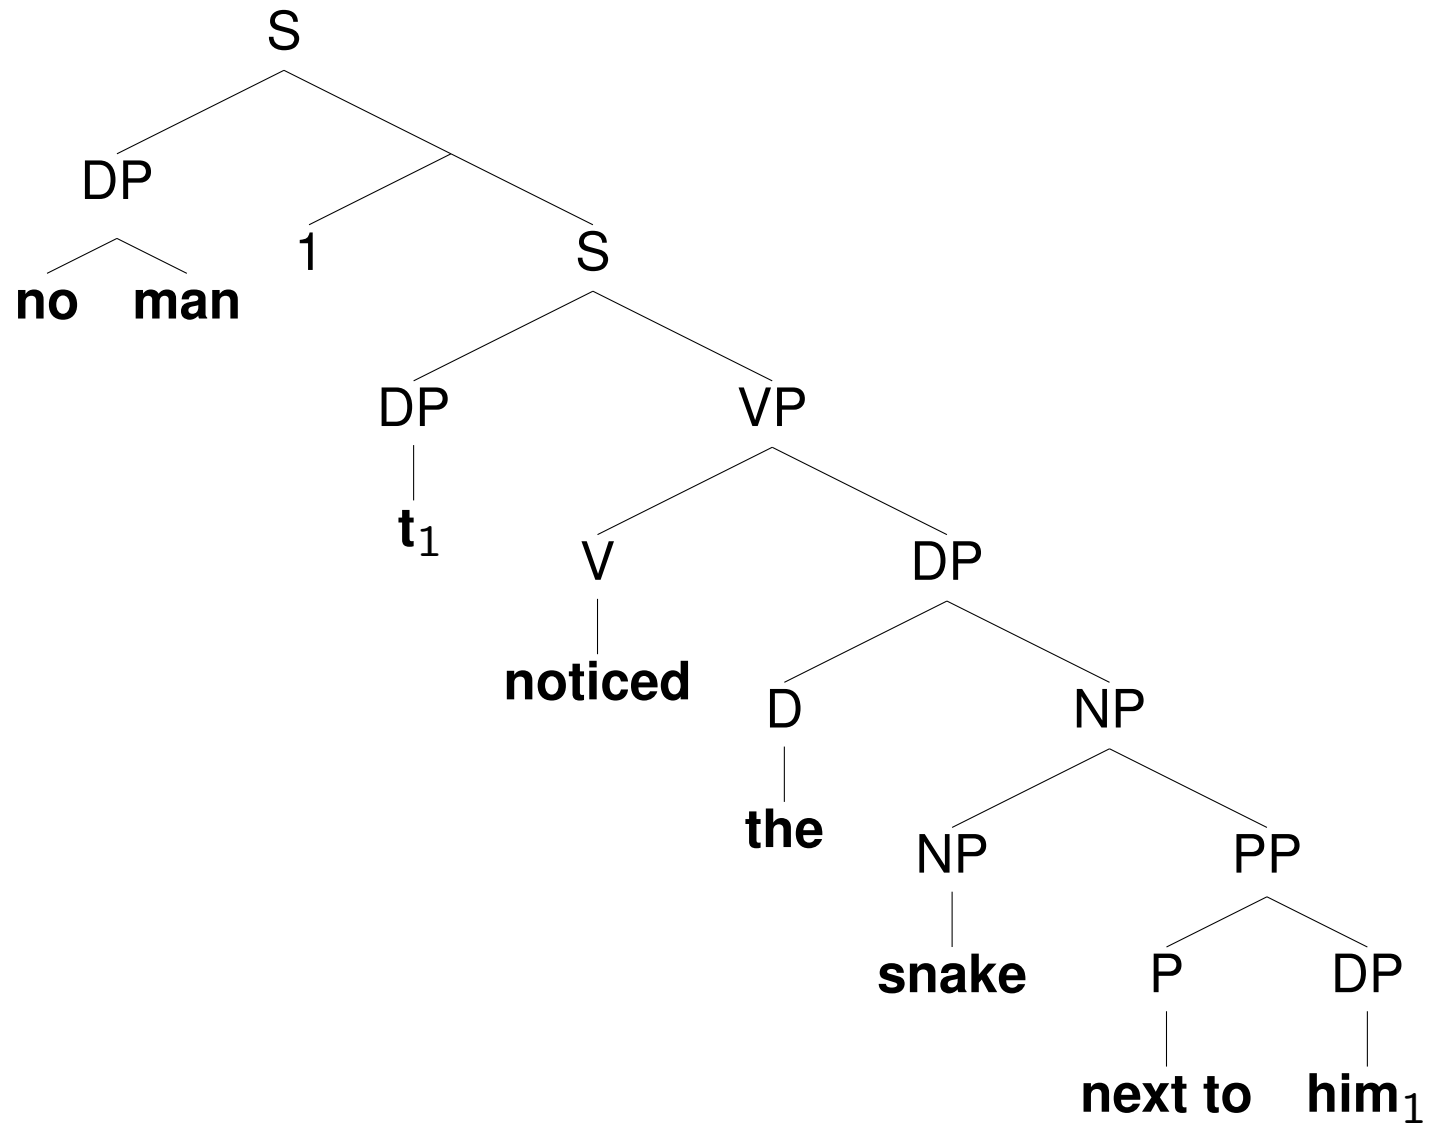 S
DP
1 S
no man
DP VP
t₁
V DP
noticed
D NP
the
NP PP
snake
P DP
next to him₁